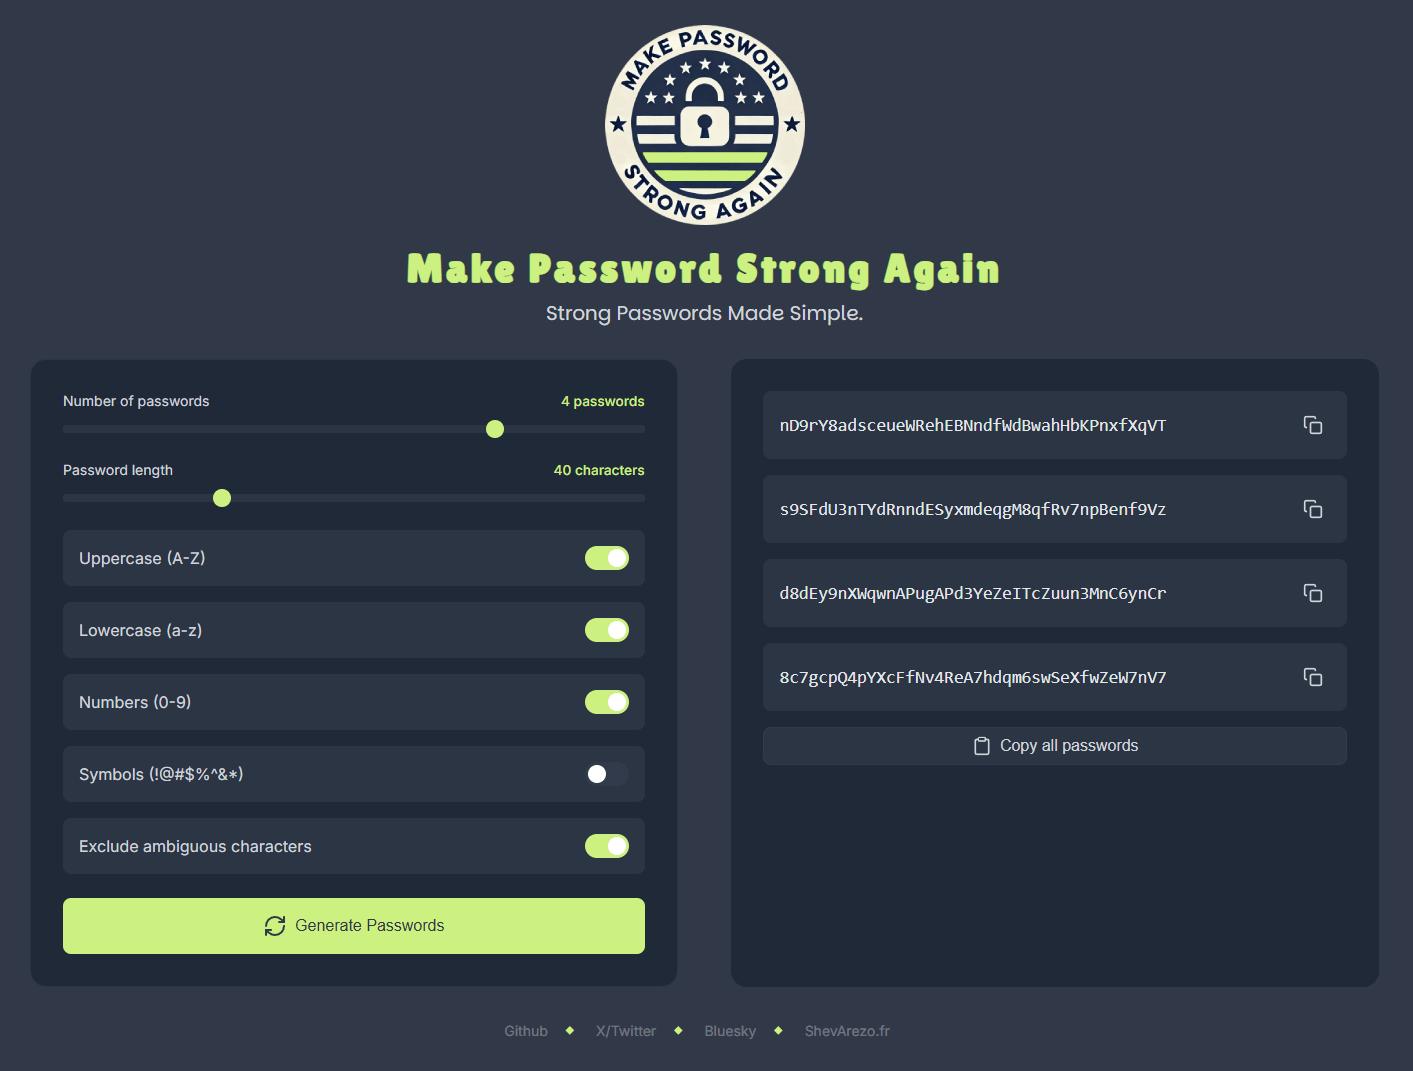 MAKE PASSWORD
STRONG AGAIN
Make Password Strong Again
Strong Passwords Made Simple.
Number of passwords
4 passwords
Password length
40 characters
Uppercase (A-Z)
Lowercase (a-z)
Numbers (0-9)
Symbols (!@#$%^&*)
Exclude ambiguous characters
Generate Passwords
nD9rY8adsceueWRehEBNndfWdBwahHbKPnxfXqVT
s9SFdU3nTYdRnndESyxmdeqgM8qfRv7npBenf9Vz
d8dEy9nXWqwnAPugAPd3YeZeITcZuun3MnC6ynCr
8c7gcpQ4pYXcFfNv4ReA7hdqm6swSeXfwZeW7nV7
Copy all passwords
Github
X/Twitter
Bluesky
ShevArezo.fr